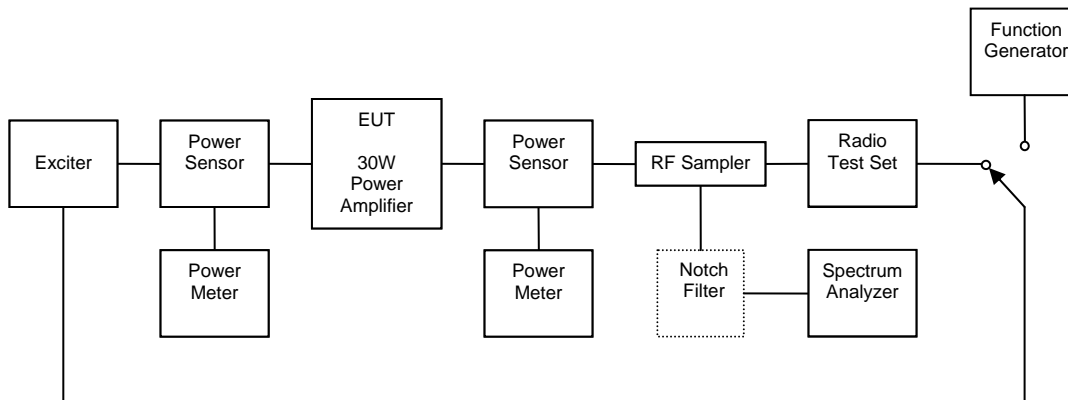 Function
Generator
Exciter
Power
Sensor
EUT
30W
Power
Amplifier
Power
Sensor
RF Sampler
Radio
Test Set
Power
Meter
Power
Meter
Notch
Filter
Spectrum
Analyzer